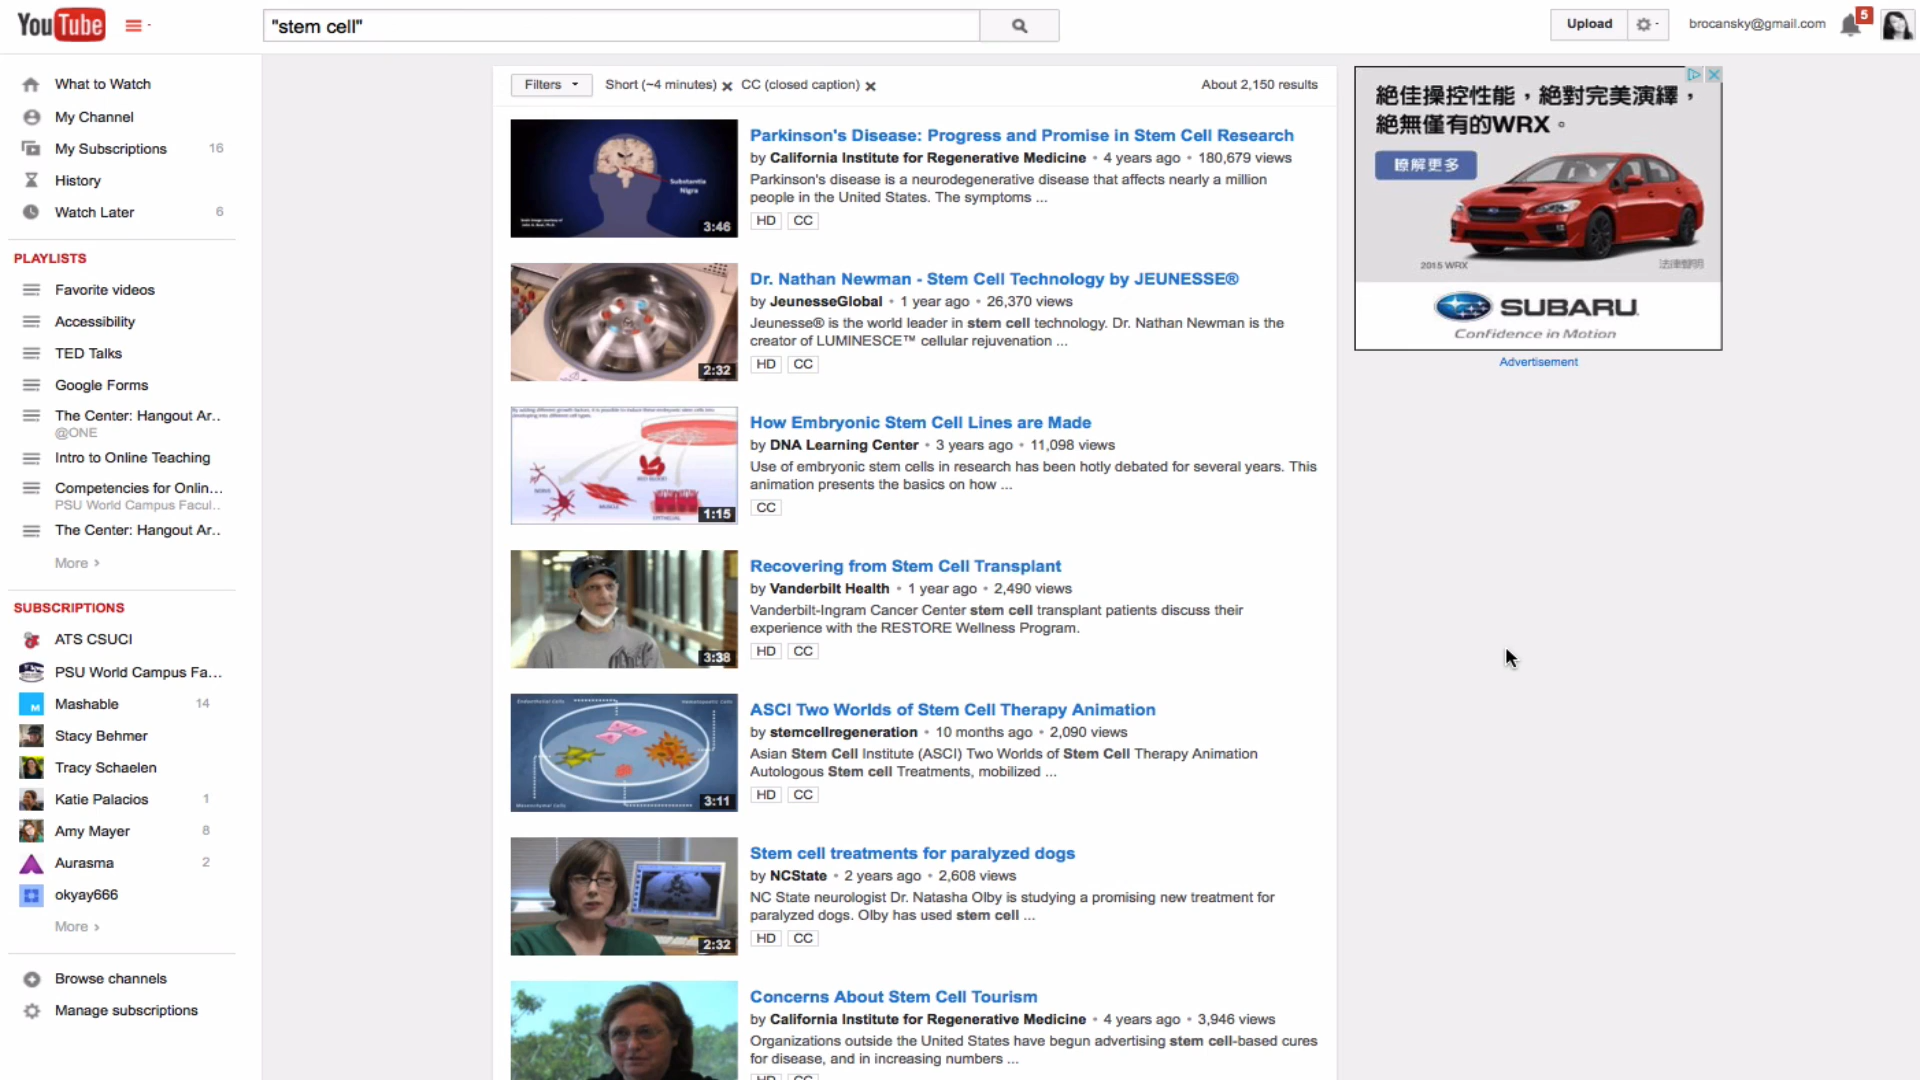 YouTube
"stem cell"
Upload
brocansky@gmail.com
5
What to Watch
My Channel
My Subscriptions 16
History
Watch Later 6
PLAYLISTS
Favorite videos
Accessibility
TED Talks
Google Forms
The Center: Hangout Ar..
@ONE
Intro to Online Teaching
Competencies for Onlin...
PSU World Campus Facul..
The Center: Hangout Ar..
More ›
SUBSCRIPTIONS
ATS CSUCI
PSU World Campus Fa...
Mashable 14
Stacy Behmer
Tracy Schaelen
Katie Palacios 1
Amy Mayer 8
Aurasma 2
okyay666
More ›
Browse channels
Manage subscriptions
Filters Short (~4 minutes) x CC (closed caption) x About 2,150 results
Substantia
Nigra
3:46
Parkinson's Disease: Progress and Promise in Stem Cell Research
by California Institute for Regenerative Medicine • 4 years ago • 180,679 views
Parkinson's disease is a neurodegenerative disease that affects nearly a million
people in the United States. The symptoms ...
HD CC
2:32
Dr. Nathan Newman - Stem Cell Technology by JEUNESSE®
by JeunesseGlobal • 1 year ago • 26,370 views
Jeunesse® is the world leader in stem cell technology. Dr. Nathan Newman is the
creator of LUMINESCE™ cellular rejuvenation ...
HD CC
1:15
How Embryonic Stem Cell Lines are Made
by DNA Learning Center • 3 years ago • 11,098 views
Use of embryonic stem cells in research has been hotly debated for several years. This
animation presents the basics on how ...
CC
3:38
Recovering from Stem Cell Transplant
by Vanderbilt Health • 1 year ago • 2,490 views
Vanderbilt-Ingram Cancer Center stem cell transplant patients discuss their
experience with the RESTORE Wellness Program.
HD CC
3:11
ASCI Two Worlds of Stem Cell Therapy Animation
by stemcellregeneration • 10 months ago • 2,090 views
Asian Stem Cell Institute (ASCI) Two Worlds of Stem Cell Therapy Animation
Autologous Stem cell Treatments, mobilized ...
HD CC
2:32
Stem cell treatments for paralyzed dogs
by NCState • 2 years ago • 2,608 views
NC State neurologist Dr. Natasha Olby is studying a promising new treatment for
paralyzed dogs. Olby has used stem cell ...
HD CC
Concerns About Stem Cell Tourism
by California Institute for Regenerative Medicine • 4 years ago • 3,946 views
Organizations outside the United States have begun advertising stem cell-based cures
for disease, and in increasing numbers ...
HD CC
絕佳操控性能，絕對完美演繹，
絕無僅有的WRX。
瞭解更多
2015 WRX 法律聲明
SUBARU
Confidence in Motion
Advertisement